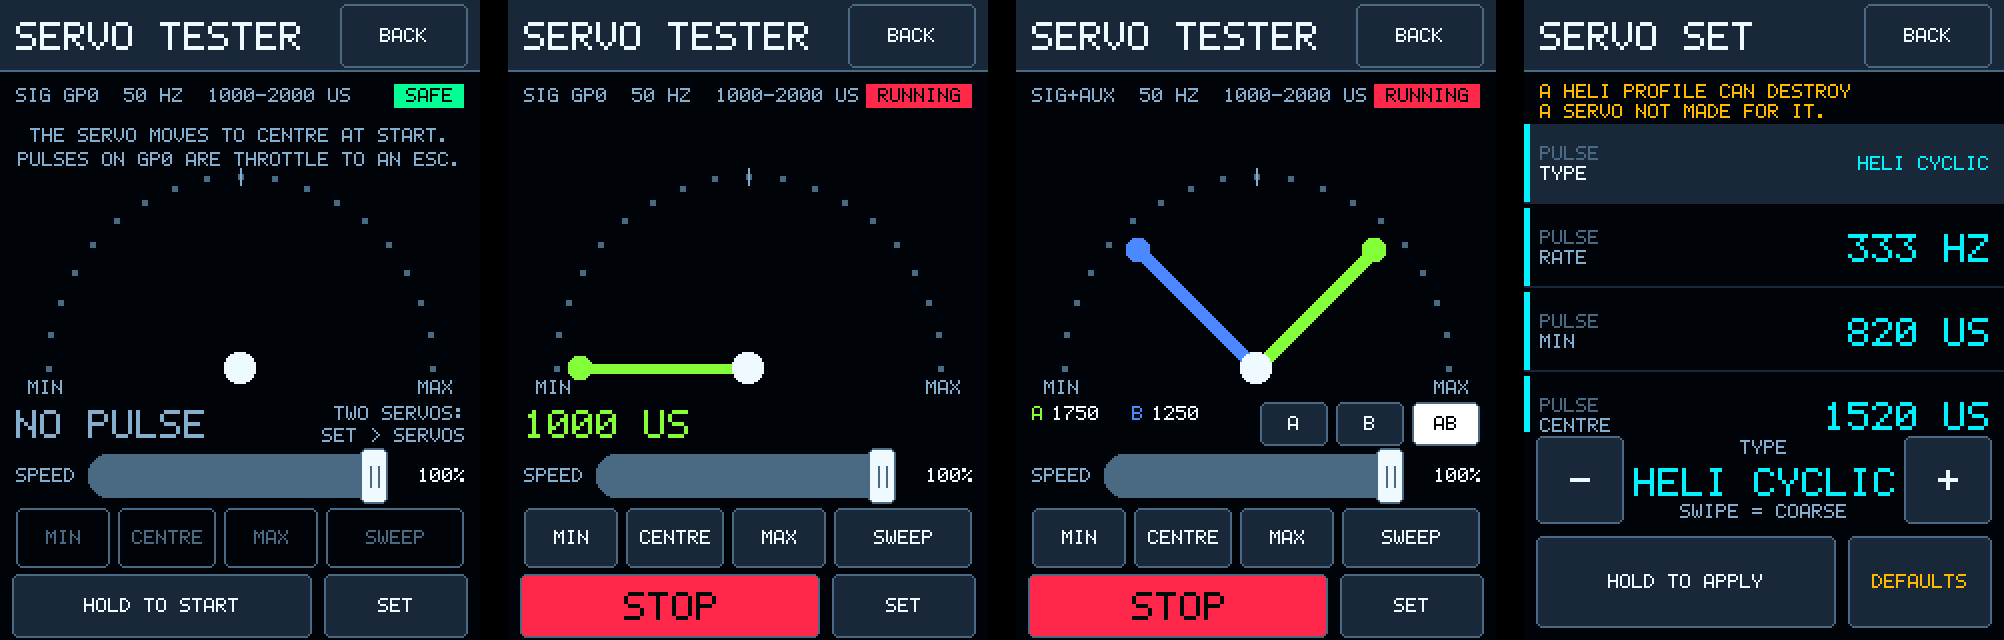 SERVO TESTER
BACK
SIG GP0 50 HZ 1000-2000 US SAFE
THE SERVO MOVES TO CENTRE AT START.
PULSES ON GP0 ARE THROTTLE TO AN ESC.
MIN MAX
NO PULSE
TWO SERVOS:
SET > SERVOS
SPEED 100%
MIN CENTRE MAX SWEEP
HOLD TO START SET
SERVO TESTER
BACK
SIG GP0 50 HZ 1000-2000 US RUNNING
MIN MAX
1000 US
SPEED 100%
MIN CENTRE MAX SWEEP
STOP SET
SERVO TESTER
BACK
SIG+AUX 50 HZ 1000-2000 US RUNNING
MIN MAX
A 1750 B 1250 A B AB
SPEED 100%
MIN CENTRE MAX SWEEP
STOP SET
SERVO SET
BACK
A HELI PROFILE CAN DESTROY
A SERVO NOT MADE FOR IT.
PULSE
TYPE
HELI CYCLIC
PULSE
RATE
333 HZ
PULSE
MIN
820 US
PULSE
CENTRE
1520 US
TYPE
− HELI CYCLIC +
SWIPE = COARSE
HOLD TO APPLY DEFAULTS